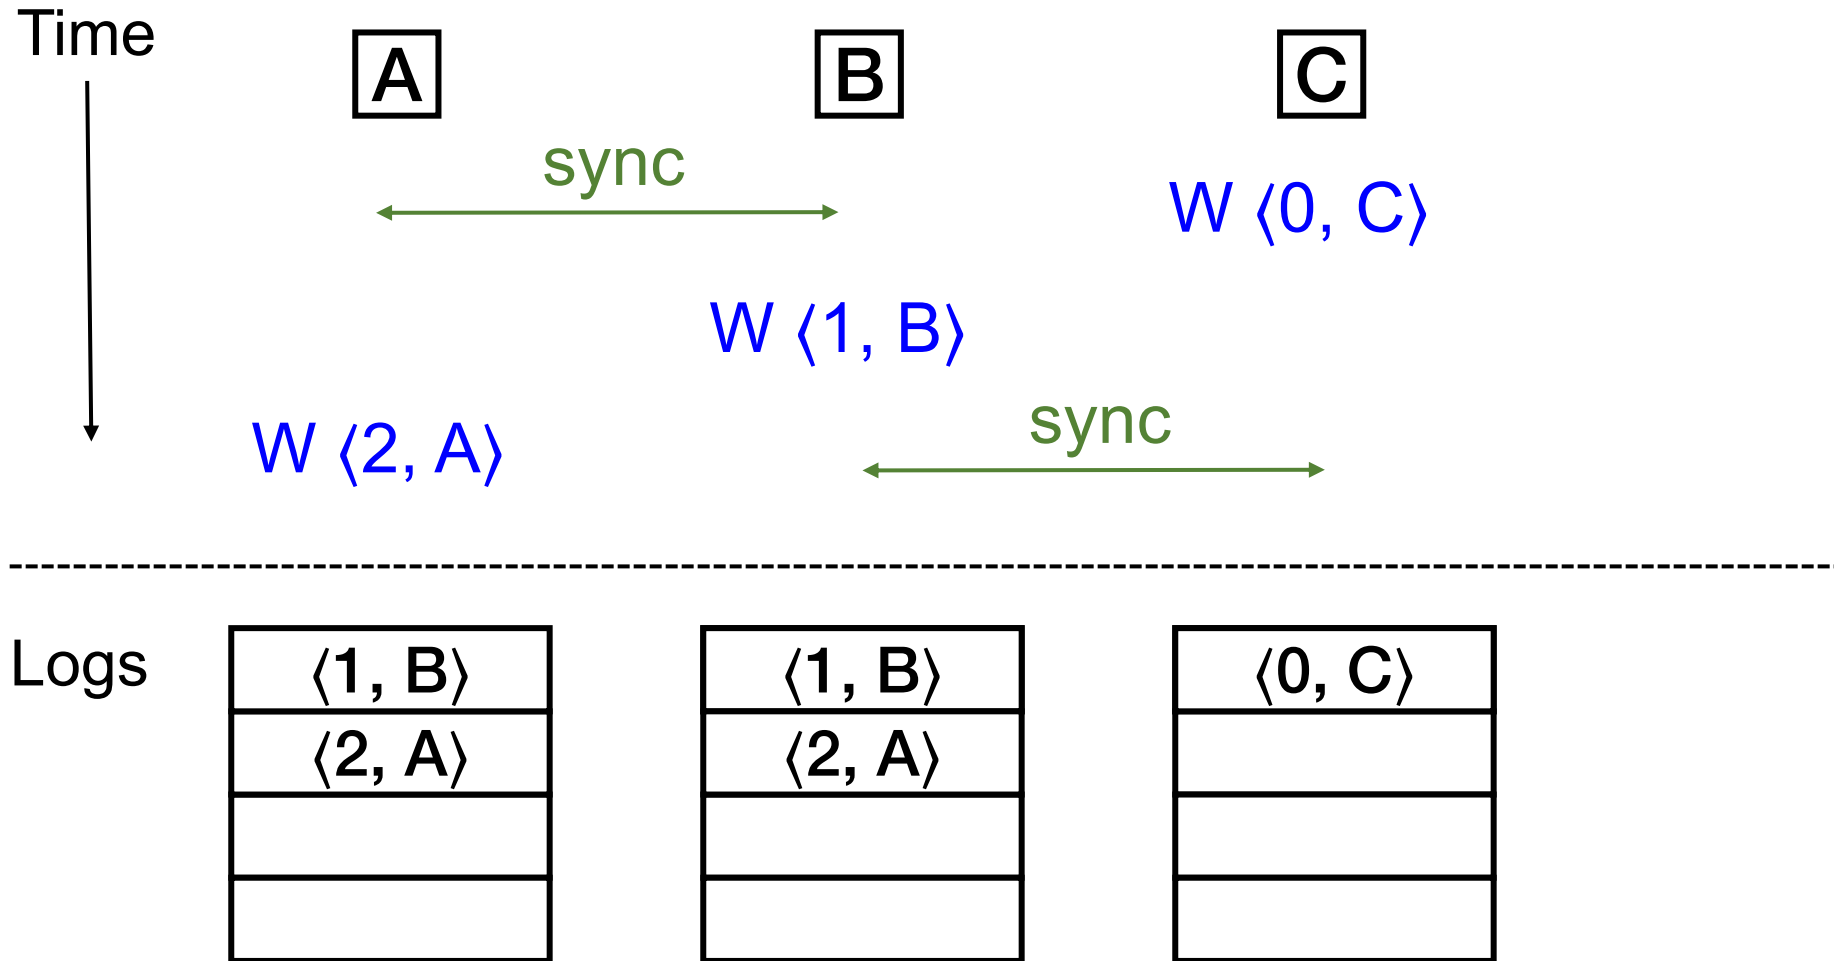 Time
A
B
C
sync
W ⟨0, C⟩
W ⟨1, B⟩
sync
W ⟨2, A⟩
Logs
⟨1, B⟩
⟨1, B⟩
⟨0, C⟩
⟨2, A⟩
⟨2, A⟩